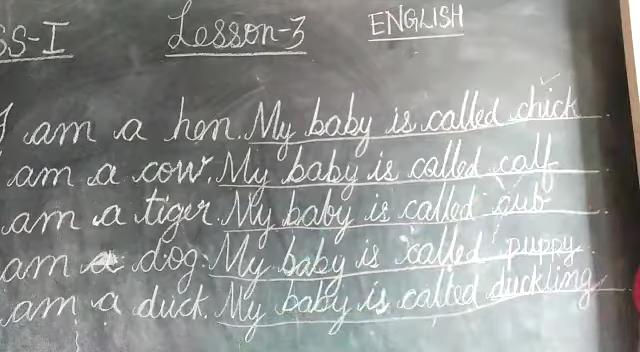 SS-I Lesson-3 ENGLISH
I am a hen. My baby is called chick.
am a cow. My baby is called calf.
am a tiger. My baby is called cub.
am a dog. My baby is called puppy.
am a duck. My baby is called duckling.